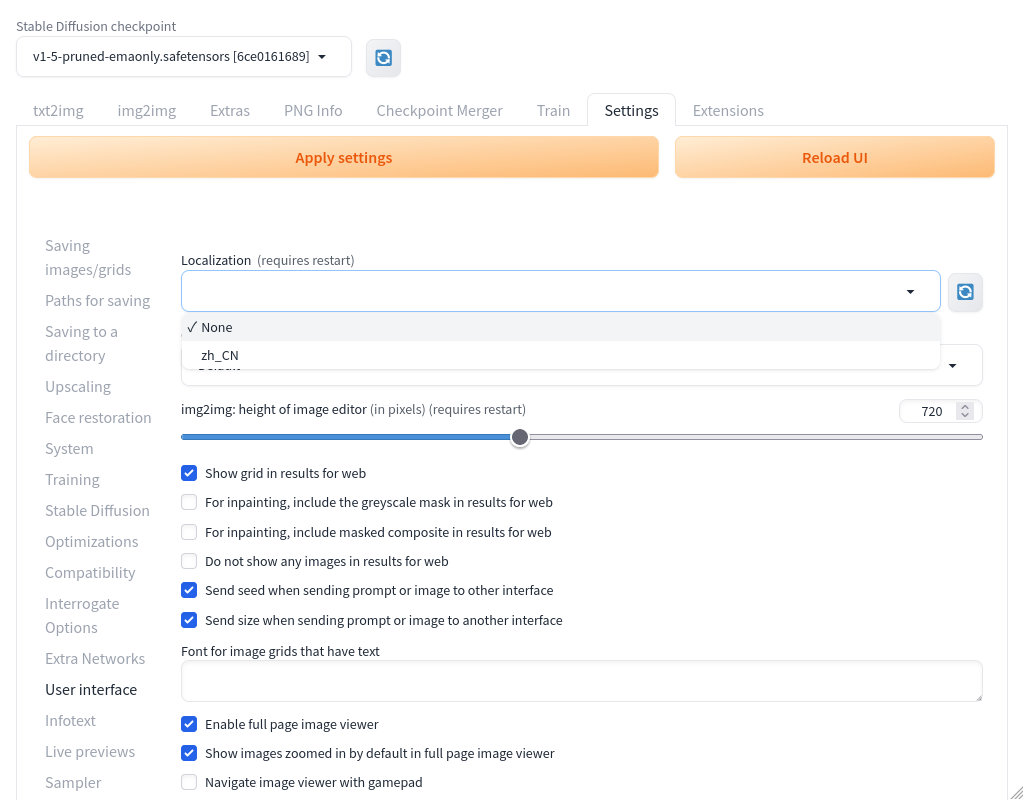 Stable Diffusion checkpoint
v1-5-pruned-emaonly.safetensors [6ce0161689]
txt2img
img2img
Extras
PNG Info
Checkpoint Merger
Train
Settings
Extensions
Apply settings
Reload UI
Saving
images/grids
Paths for saving
Saving to a
directory
Upscaling
Face restoration
System
Training
Stable Diffusion
Optimizations
Compatibility
Interrogate
Options
Extra Networks
User interface
Infotext
Live previews
Sampler
Localization (requires restart)
✓ None
zh_CN
img2img: height of image editor (in pixels) (requires restart)
720
Show grid in results for web
For inpainting, include the greyscale mask in results for web
For inpainting, include masked composite in results for web
Do not show any images in results for web
Send seed when sending prompt or image to other interface
Send size when sending prompt or image to another interface
Font for image grids that have text
Enable full page image viewer
Show images zoomed in by default in full page image viewer
Navigate image viewer with gamepad